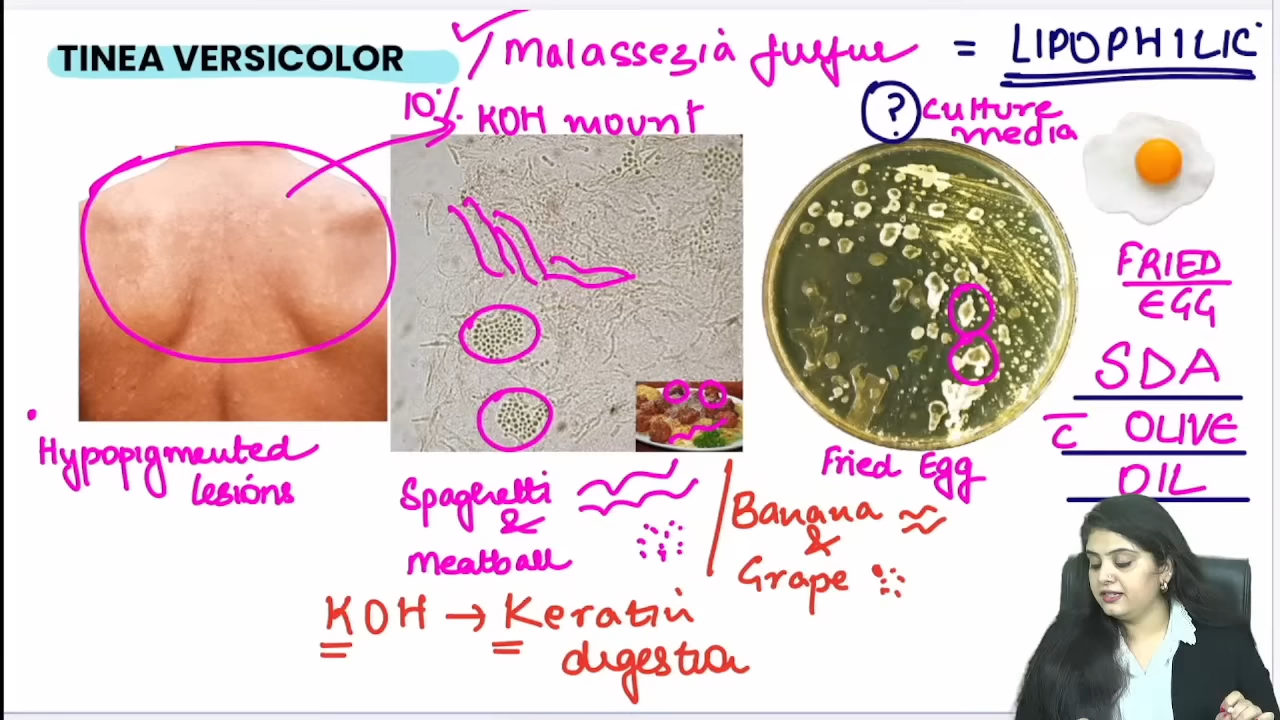 TINEA VERSICOLOR
Malassezia furfur = LIPOPHILIC
10% KOH mount
? Culture media
FRIED
EGG
SDA
c̄ OLIVE
OIL
Hypopigmented
lesions
Spaghetti
&
Meatball
Banana
&
Grape
Fried Egg
KOH → Keratin
digestion